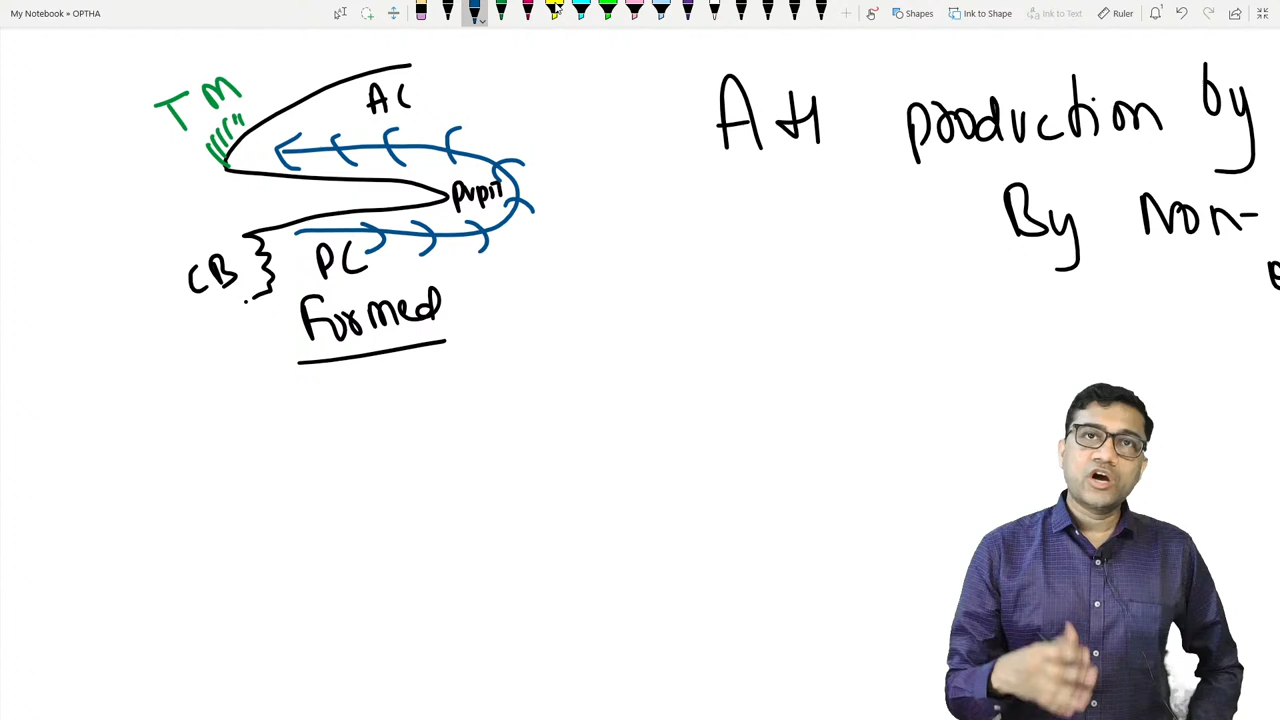 My Notebook » OPTHA
Shapes
Ink to Shape
Ink to Text
Ruler
TM
AC
AH production by
pupil
By Non-
PC
CB
Formed